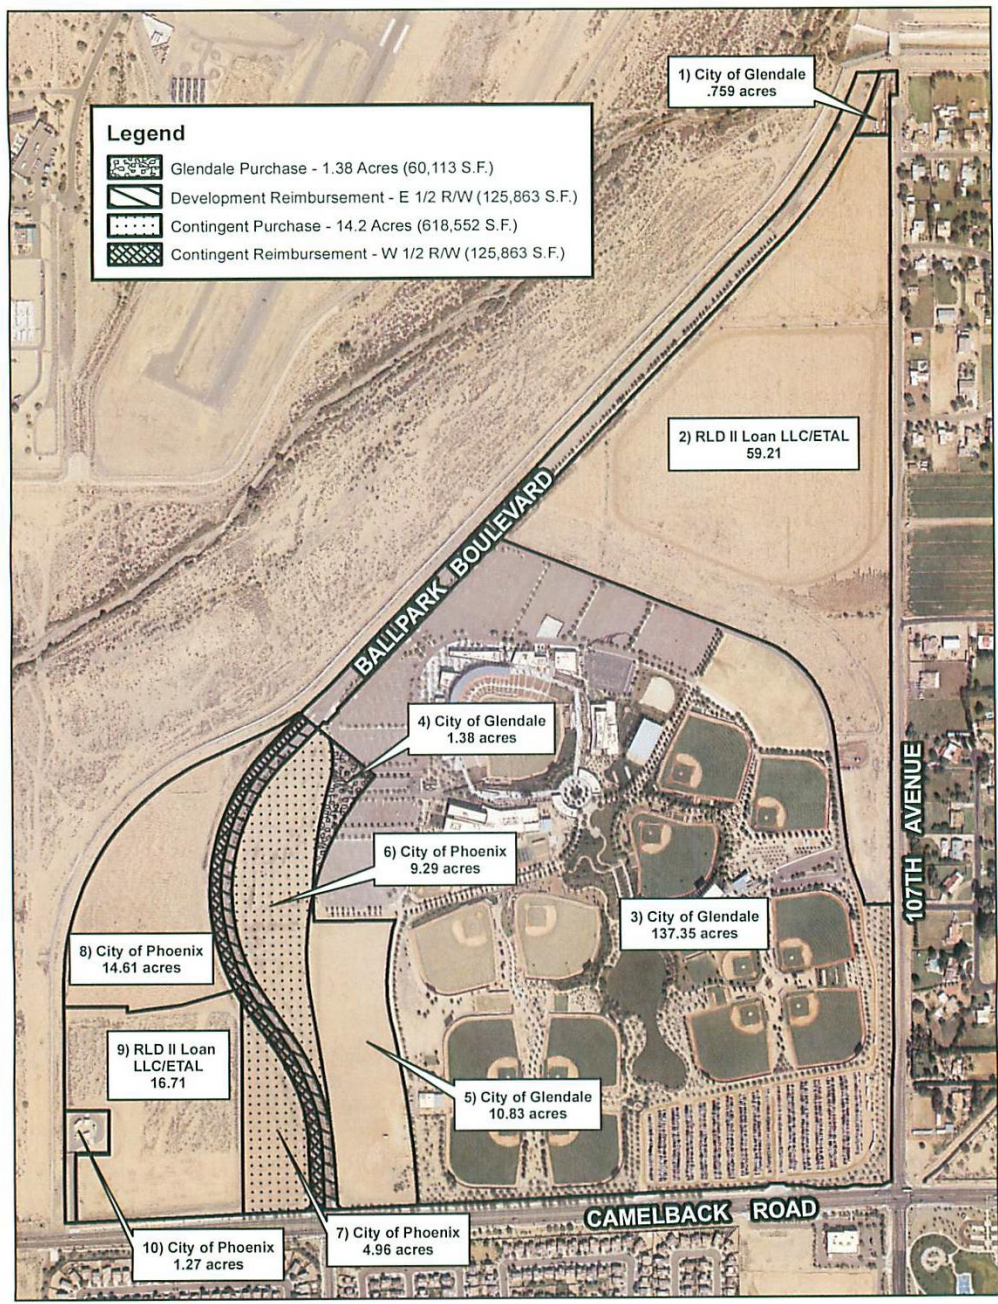 1) City of Glendale
.759 acres
Legend
Glendale Purchase - 1.38 Acres (60,113 S.F.)
Development Reimbursement - E 1/2 R/W (125,863 S.F.)
Contingent Purchase - 14.2 Acres (618,552 S.F.)
Contingent Reimbursement - W 1/2 R/W (125,863 S.F.)
2) RLD II Loan LLC/ETAL
59.21
BALLPARK BOULEVARD
4) City of Glendale
1.38 acres
107TH AVENUE
6) City of Phoenix
9.29 acres
3) City of Glendale
137.35 acres
8) City of Phoenix
14.61 acres
9) RLD II Loan
LLC/ETAL
16.71
5) City of Glendale
10.83 acres
CAMELBACK ROAD
7) City of Phoenix
4.96 acres
10) City of Phoenix
1.27 acres